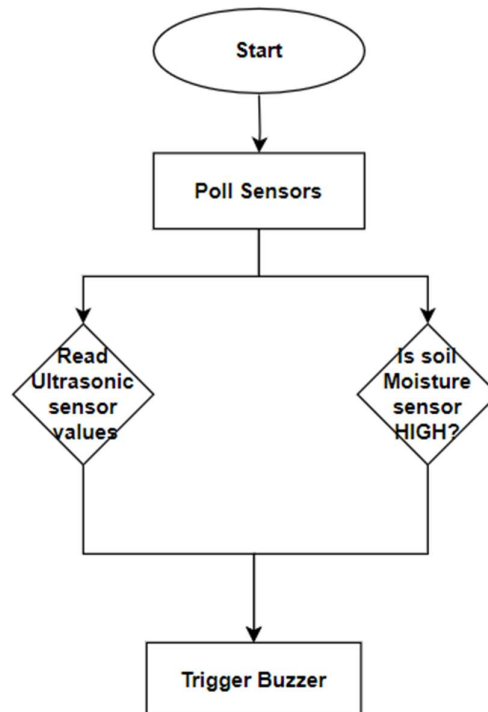 Start
Poll Sensors
Read
Ultrasonic
sensor
values
Is soil
Moisture
sensor
HIGH?
Trigger Buzzer